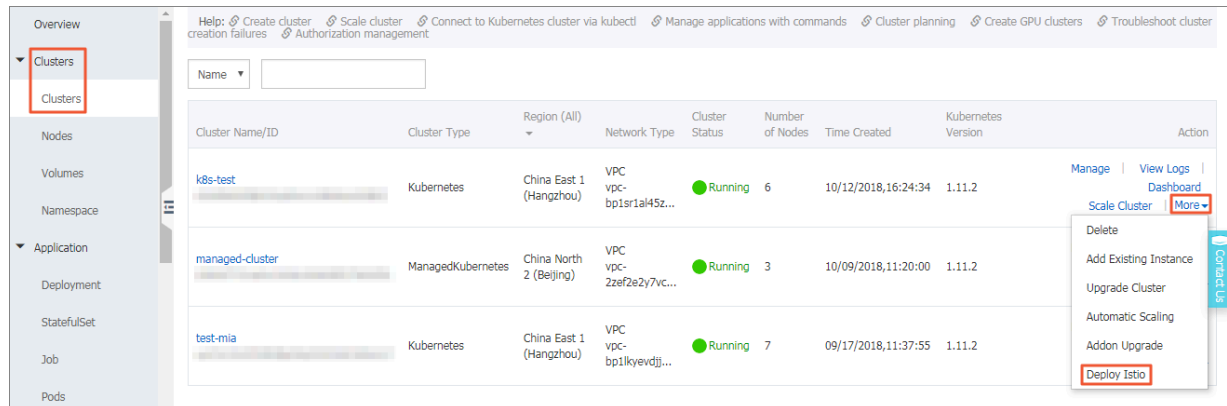 Overview
Clusters
Clusters
Nodes
Volumes
Namespace
Application
Deployment
StatefulSet
Job
Pods
Help: Create cluster Scale cluster Connect to Kubernetes cluster via kubectl Manage applications with commands Cluster planning Create GPU clusters Troubleshoot cluster
creation failures Authorization management
Name
Cluster Name/ID Cluster Type Region (All) Network Type Cluster Status Number of Nodes Time Created Kubernetes Version Action
k8s-test Kubernetes China East 1 (Hangzhou) VPC vpc-bp1sr1al45z... Running 6 10/12/2018,16:24:34 1.11.2
Manage View Logs
Dashboard
Scale Cluster More
managed-cluster ManagedKubernetes China North 2 (Beijing) VPC vpc-2zef2e2y7vc... Running 3 10/09/2018,11:20:00 1.11.2
test-mia Kubernetes China East 1 (Hangzhou) VPC vpc-bp1lkyevdjj... Running 7 09/17/2018,11:37:55 1.11.2
Delete
Add Existing Instance
Upgrade Cluster
Automatic Scaling
Addon Upgrade
Deploy Istio
Contact Us